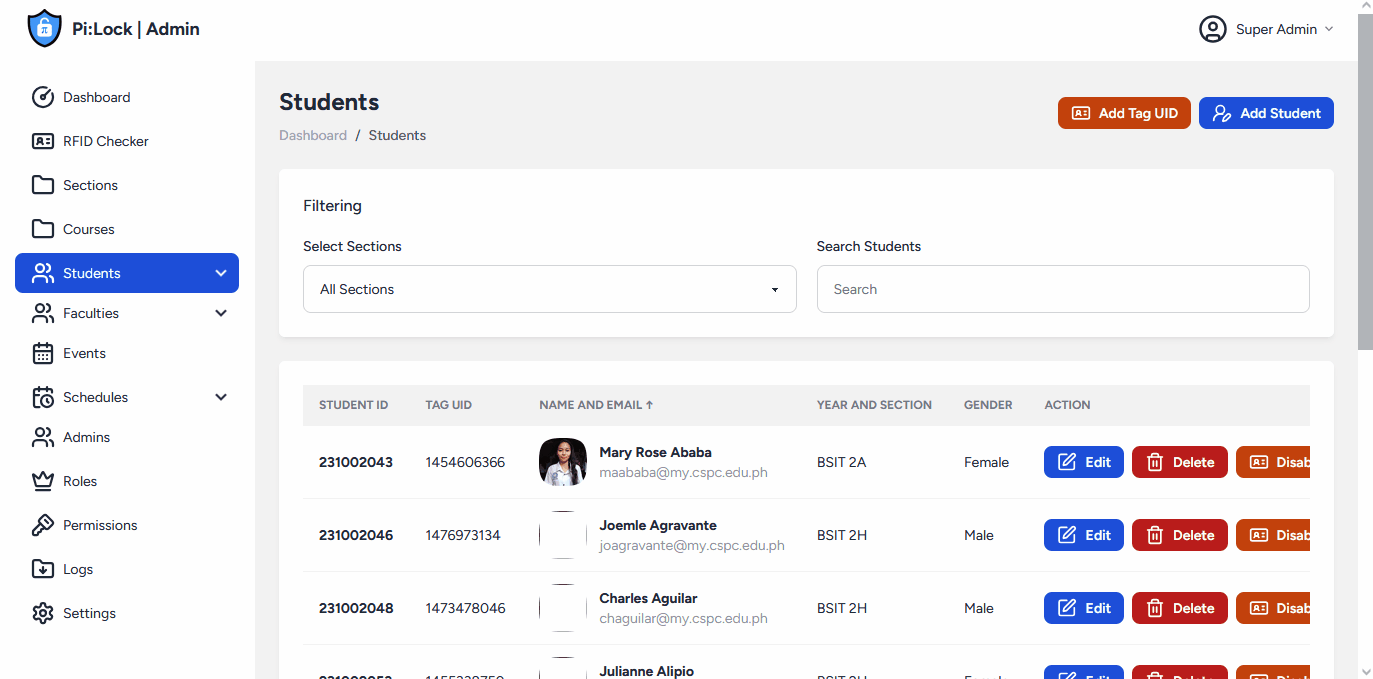 π
Pi:Lock | Admin
Super Admin
Dashboard
RFID Checker
Sections
Courses
Students
Faculties
Events
Schedules
Admins
Roles
Permissions
Logs
Settings
Students
Dashboard / Students
Add Tag UID
Add Student
Filtering
Select Sections
Search Students
All Sections
Search
STUDENT ID TAG UID NAME AND EMAIL ↑ YEAR AND SECTION GENDER ACTION
231002043 1454606366 Mary Rose Ababa BSIT 2A Female Edit Delete Disab
maababa@my.cspc.edu.ph
231002046 1476973134 Joemle Agravante BSIT 2H Male Edit Delete Disab
joagravante@my.cspc.edu.ph
231002048 1473478046 Charles Aguilar BSIT 2H Male Edit Delete Disab
chaguilar@my.cspc.edu.ph
Julianne Alipio